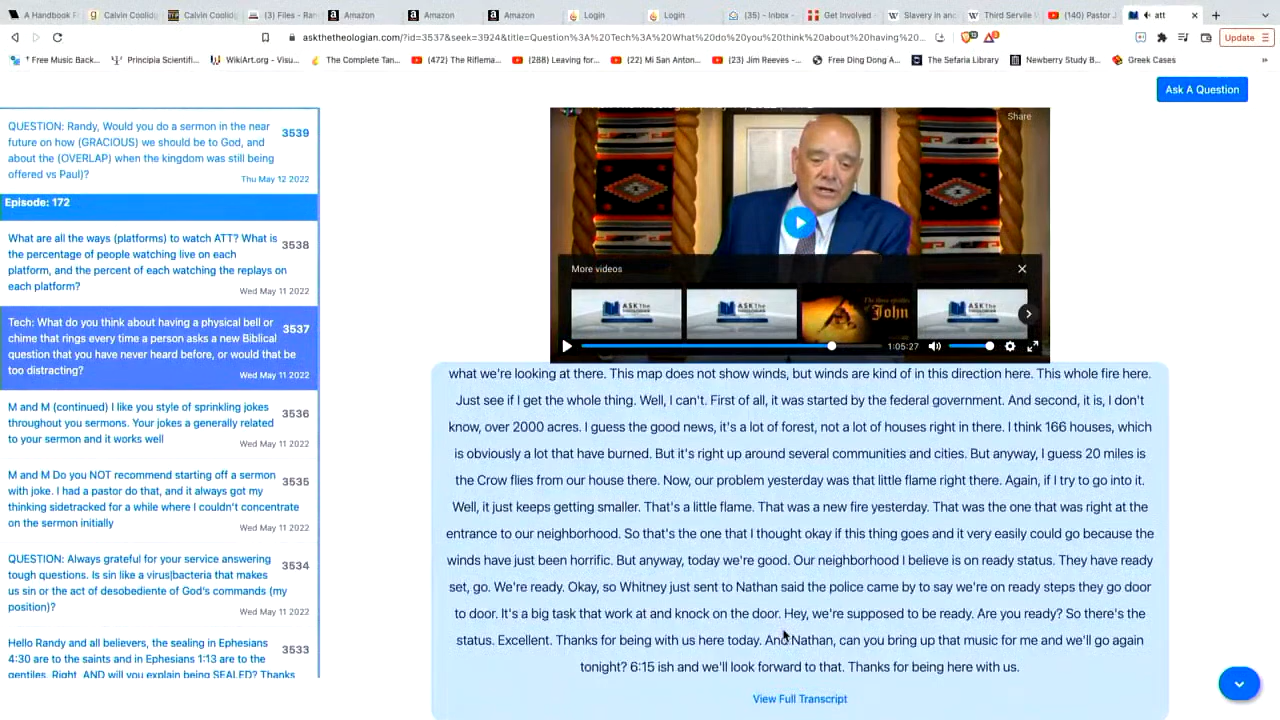 A Handbook F
Calvin Coolidg
Calvin Coolidg
(3) Files - Ran
Amazon
Amazon
Amazon
Login
Login
(35) - Inbox -
Get Involved
Slavery in anc
Third Servile
(140) Pastor J
att
askthetheologian.com/?id=3537&seek=3924&title=Question%3A%20Tech%3A%20What%20do%20you%20think%20about%20having%20...
Update
† Free Music Back...
Principia Scientifi...
WikiArt.org - Visu...
The Complete Tan...
(472) The Riflema...
(288) Leaving for...
(22) Mi San Anton...
(23) Jim Reeves -...
Free Ding Dong A...
The Sefaria Library
Newberry Study B...
Greek Cases
»
Ask A Question
QUESTION: Randy, Would you do a sermon in the near
3539
future on how (GRACIOUS) we should be to God, and
about the (OVERLAP) when the kingdom was still being
offered vs Paul)?
Thu May 12 2022
Episode: 172
What are all the ways (platforms) to watch ATT? What is
3538
the percentage of people watching live on each
platform, and the percent of each watching the replays on
each platform?
Wed May 11 2022
Tech: What do you think about having a physical bell or
3537
chime that rings every time a person asks a new Biblical
question that you have never heard before, or would that be
too distracting?
Wed May 11 2022
M and M (continued) I like you style of sprinkling jokes
3536
throughout you sermons. Your jokes a generally related
to your sermon and it works well
Wed May 11 2022
M and M Do you NOT recommend starting off a sermon
3535
with joke. I had a pastor do that, and it always got my
thinking sidetracked for a while where I couldn't concentrate
on the sermon initially
Wed May 11 2022
QUESTION: Always grateful for your service answering
3534
tough questions. Is sin like a virus|bacteria that makes
us sin or the act of desobediente of God's commands (my
position)?
Wed May 11 2022
Hello Randy and all believers, the sealing in Ephesians
3533
4:30 are to the saints and in Ephesians 1:13 are to the
gentiles. Right. AND will you explain being SEALED? Thanks
Share
More videos
ASK The THEOLOGIAN
ASK The THEOLOGIAN
John
ASK The THEOLOGIAN
1:05:27
what we're looking at there. This map does not show winds, but winds are kind of in this direction here. This whole fire here.
Just see if I get the whole thing. Well, I can't. First of all, it was started by the federal government. And second, it is, I don't
know, over 2000 acres. I guess the good news, it's a lot of forest, not a lot of houses right in there. I think 166 houses, which
is obviously a lot that have burned. But it's right up around several communities and cities. But anyway, I guess 20 miles is
the Crow flies from our house there. Now, our problem yesterday was that little flame right there. Again, if I try to go into it.
Well, it just keeps getting smaller. That's a little flame. That was a new fire yesterday. That was the one that was right at the
entrance to our neighborhood. So that's the one that I thought okay if this thing goes and it very easily could go because the
winds have just been horrific. But anyway, today we're good. Our neighborhood I believe is on ready status. They have ready
set, go. We're ready. Okay, so Whitney just sent to Nathan said the police came by to say we're on ready steps they go door
to door. It's a big task that work at and knock on the door. Hey, we're supposed to be ready. Are you ready? So there's the
status. Excellent. Thanks for being with us here today. And Nathan, can you bring up that music for me and we'll go again
tonight? 6:15 ish and we'll look forward to that. Thanks for being here with us.
View Full Transcript